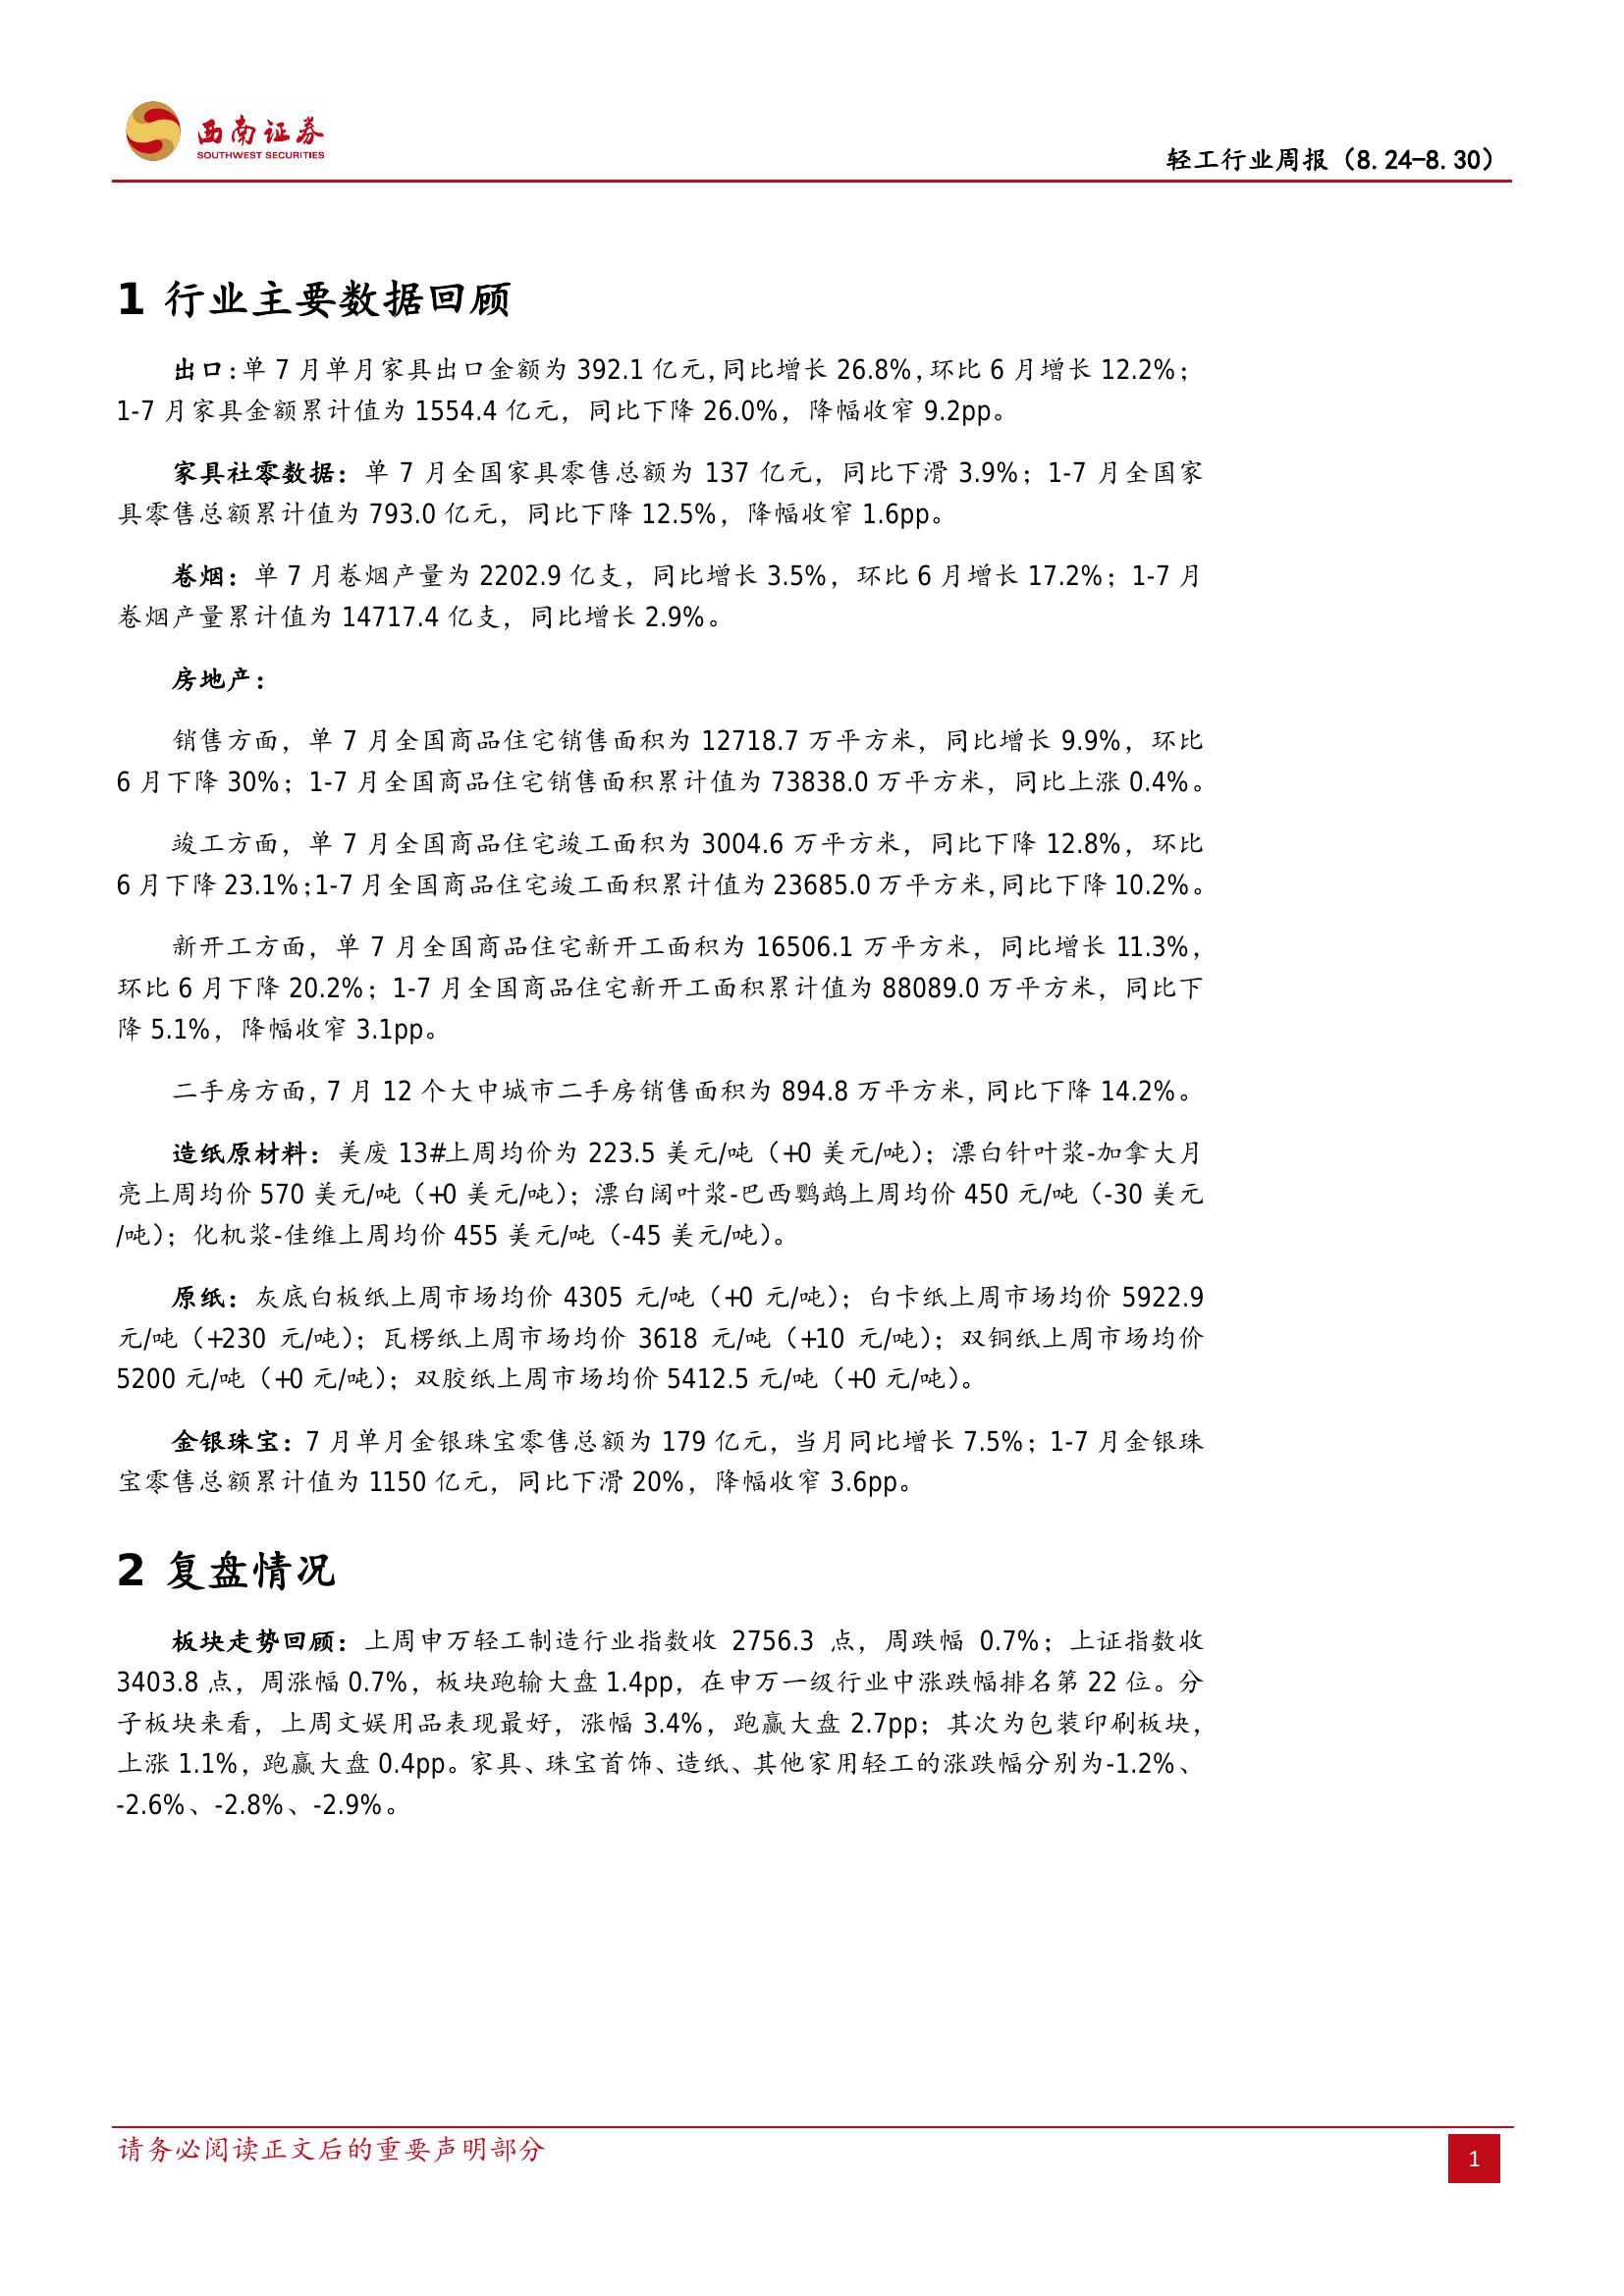 西南证券
SOUTHWEST SECURITIES
轻工行业周报（8.24-8.30）
1 行业主要数据回顾
出口：单 7 月单月家具出口金额为 392.1 亿元，同比增长 26.8%，环比 6 月增长 12.2%；
1-7 月家具金额累计值为 1554.4 亿元，同比下降 26.0%，降幅收窄 9.2pp。
家具社零数据：单 7 月全国家具零售总额为 137 亿元，同比下滑 3.9%；1-7 月全国家
具零售总额累计值为 793.0 亿元，同比下降 12.5%，降幅收窄 1.6pp。
卷烟：单 7 月卷烟产量为 2202.9 亿支，同比增长 3.5%，环比 6 月增长 17.2%；1-7 月
卷烟产量累计值为 14717.4 亿支，同比增长 2.9%。
房地产：
销售方面，单 7 月全国商品住宅销售面积为 12718.7 万平方米，同比增长 9.9%，环比
6 月下降 30%；1-7 月全国商品住宅销售面积累计值为 73838.0 万平方米，同比上涨 0.4%。
竣工方面，单 7 月全国商品住宅竣工面积为 3004.6 万平方米，同比下降 12.8%，环比
6 月下降 23.1%；1-7 月全国商品住宅竣工面积累计值为 23685.0 万平方米，同比下降 10.2%。
新开工方面，单 7 月全国商品住宅新开工面积为 16506.1 万平方米，同比增长 11.3%，
环比 6 月下降 20.2%；1-7 月全国商品住宅新开工面积累计值为 88089.0 万平方米，同比下
降 5.1%，降幅收窄 3.1pp。
二手房方面，7 月 12 个大中城市二手房销售面积为 894.8 万平方米，同比下降 14.2%。
造纸原材料：美废 13#上周均价为 223.5 美元/吨（+0 美元/吨）；漂白针叶浆-加拿大月
亮上周均价 570 美元/吨（+0 美元/吨）；漂白阔叶浆-巴西鹦鹉上周均价 450 元/吨（-30 美元
/吨）；化机浆-佳维上周均价 455 美元/吨（-45 美元/吨）。
原纸：灰底白板纸上周市场均价 4305 元/吨（+0 元/吨）；白卡纸上周市场均价 5922.9
元/吨（+230 元/吨）；瓦楞纸上周市场均价 3618 元/吨（+10 元/吨）；双铜纸上周市场均价
5200 元/吨（+0 元/吨）；双胶纸上周市场均价 5412.5 元/吨（+0 元/吨）。
金银珠宝：7 月单月金银珠宝零售总额为 179 亿元，当月同比增长 7.5%；1-7 月金银珠
宝零售总额累计值为 1150 亿元，同比下滑 20%，降幅收窄 3.6pp。
2 复盘情况
板块走势回顾：上周申万轻工制造行业指数收 2756.3 点，周跌幅 0.7%；上证指数收
3403.8 点，周涨幅 0.7%，板块跑输大盘 1.4pp，在申万一级行业中涨跌幅排名第 22 位。分
子板块来看，上周文娱用品表现最好，涨幅 3.4%，跑赢大盘 2.7pp；其次为包装印刷板块，
上涨 1.1%，跑赢大盘 0.4pp。家具、珠宝首饰、造纸、其他家用轻工的涨跌幅分别为-1.2%、
-2.6%、-2.8%、-2.9%。
请务必阅读正文后的重要声明部分
1